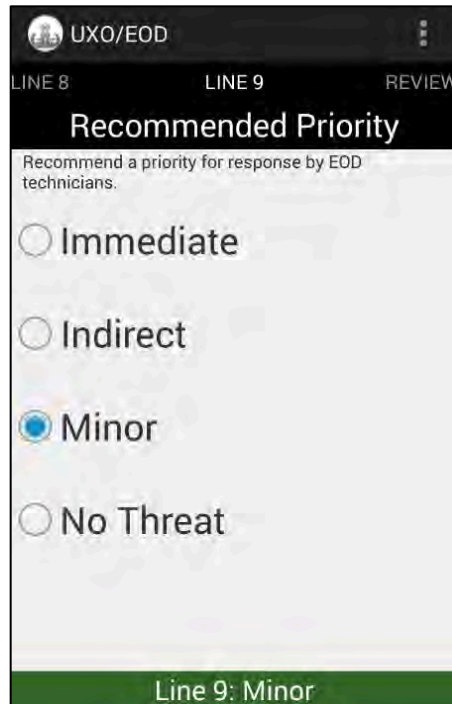 UXO/EOD
LINE 8 LINE 9 REVIEW
Recommended Priority
Recommend a priority for response by EOD
technicians.
Immediate
Indirect
Minor
No Threat
Line 9: Minor